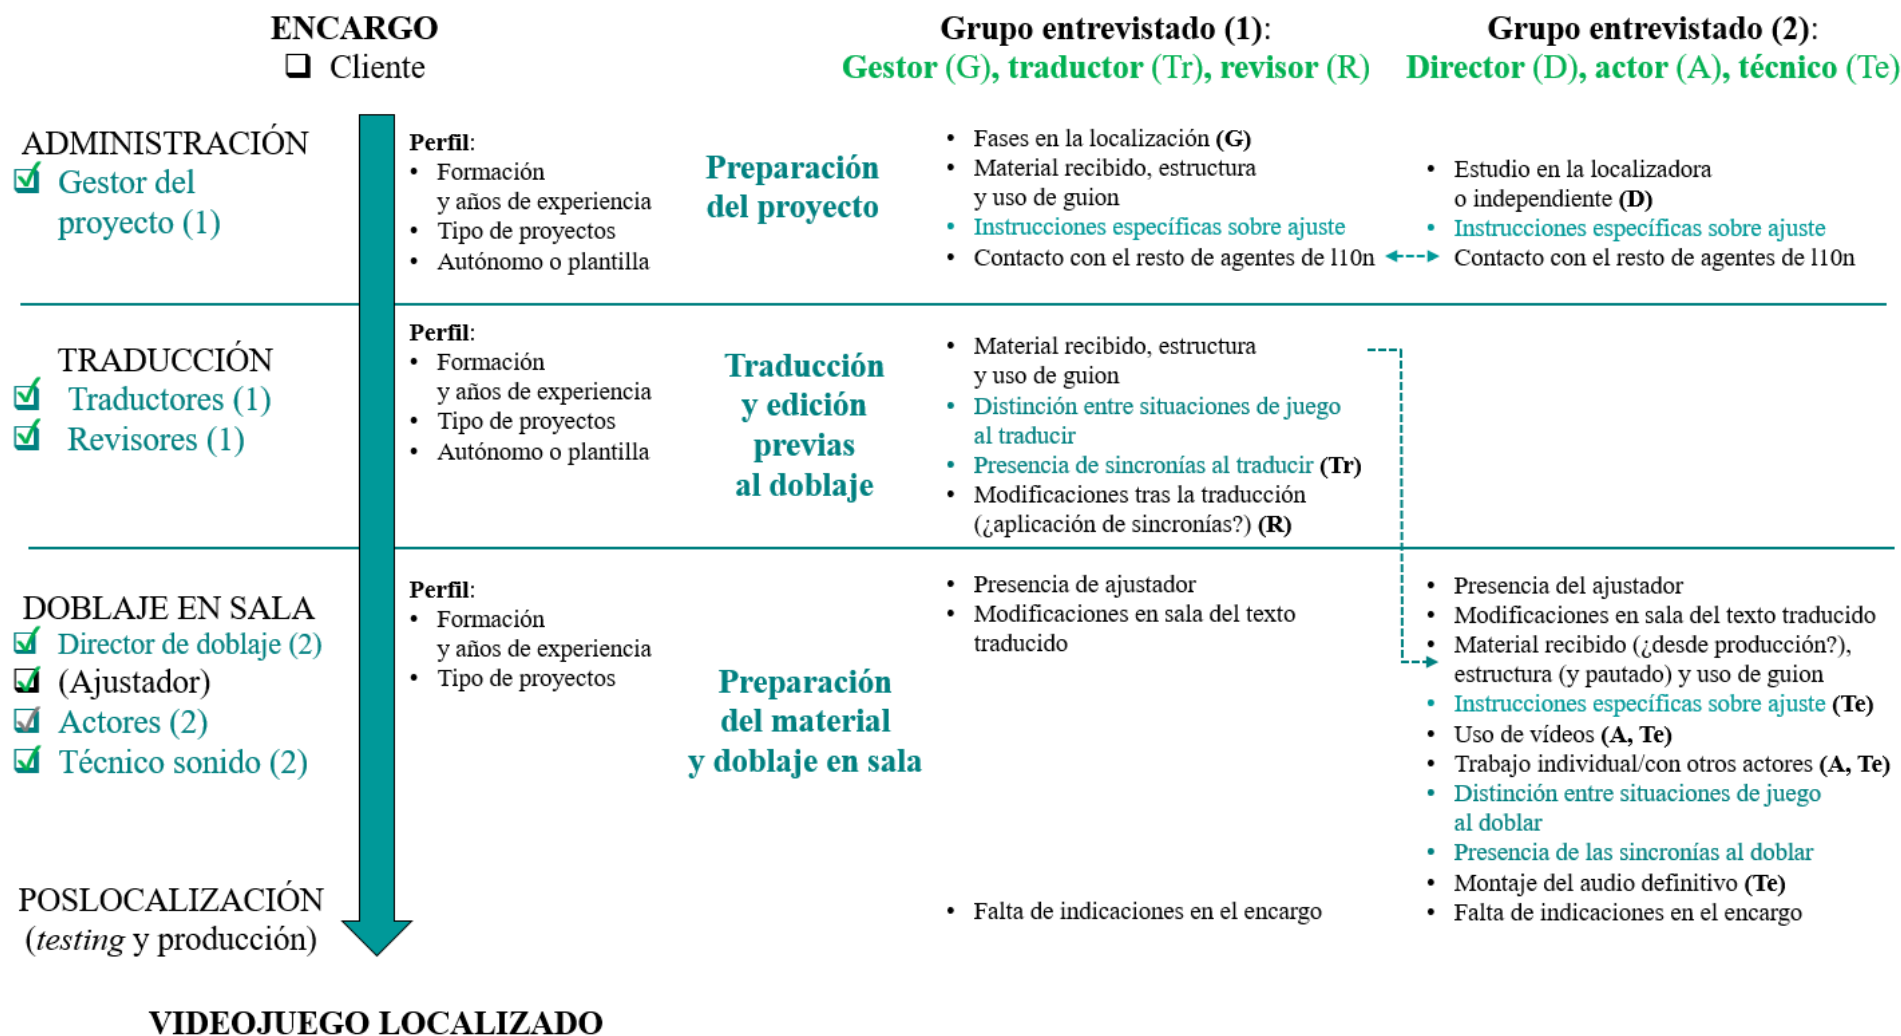 ENCARGO
❑ Cliente
Grupo entrevistado (1):
Gestor (G), traductor (Tr), revisor (R)
Grupo entrevistado (2):
Director (D), actor (A), técnico (Te)
ADMINISTRACIÓN
Gestor del
proyecto (1)
Perfil:
• Formación
y años de experiencia
• Tipo de proyectos
• Autónomo o plantilla
Preparación
del proyecto
• Fases en la localización (G)
• Material recibido, estructura
y uso de guion
• Instrucciones específicas sobre ajuste
• Contacto con el resto de agentes de l10n
• Estudio en la localizadora
o independiente (D)
• Instrucciones específicas sobre ajuste
• Contacto con el resto de agentes de l10n
TRADUCCIÓN
Traductores (1)
Revisores (1)
Perfil:
• Formación
y años de experiencia
• Tipo de proyectos
• Autónomo o plantilla
Traducción
y edición
previas
al doblaje
• Material recibido, estructura
y uso de guion
• Distinción entre situaciones de juego
al traducir
• Presencia de sincronías al traducir (Tr)
• Modificaciones tras la traducción
(¿aplicación de sincronías?) (R)
DOBLAJE EN SALA
Director de doblaje (2)
(Ajustador)
Actores (2)
Técnico sonido (2)
Perfil:
• Formación
y años de experiencia
• Tipo de proyectos
Preparación
del material
y doblaje en sala
• Presencia de ajustador
• Modificaciones en sala del texto
traducido
• Presencia del ajustador
• Modificaciones en sala del texto traducido
• Material recibido (¿desde producción?),
estructura (y pautado) y uso de guion
• Instrucciones específicas sobre ajuste (Te)
• Uso de vídeos (A, Te)
• Trabajo individual/con otros actores (A, Te)
• Distinción entre situaciones de juego
al doblar
• Presencia de las sincronías al doblar
• Montaje del audio definitivo (Te)
• Falta de indicaciones en el encargo
POSLOCALIZACIÓN
(testing y producción)
• Falta de indicaciones en el encargo
VIDEOJUEGO LOCALIZADO